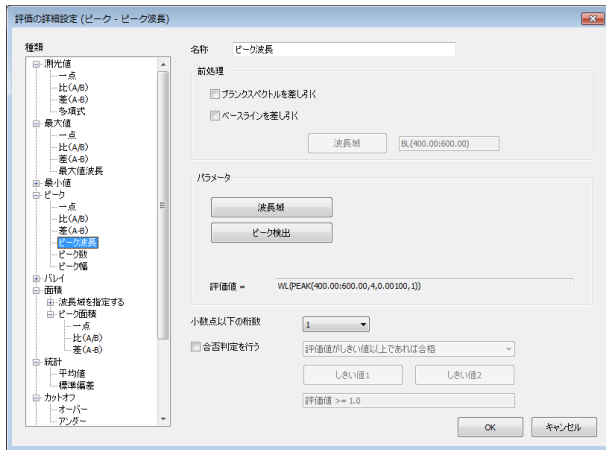 評価の詳細設定 (ピーク - ピーク波長)
種類
測光値
一点
比(A/B)
差(A-B)
多項式
最大値
一点
比(A/B)
差(A-B)
最大値波長
最小値
ピーク
一点
比(A/B)
差(A-B)
ピーク波長
ピーク数
ピーク幅
バレイ
面積
波長域を指定する
ピーク面積
一点
比(A/B)
差(A-B)
統計
平均値
標準偏差
カットオフ
オーバー
アンダー
名称 ピーク波長
前処理
ブランクスペクトルを差し引く
ベースラインを差し引く
波長域 BL(400.00:600.00)
パラメータ
波長域
ピーク検出
評価値 = WL(PEAK(400.00:600.00,4,0.00100,1))
小数点以下の桁数 1
合否判定を行う 評価値がしきい値以上であれば合格
しきい値1 しきい値2
評価値 >= 1.0
OK キャンセル